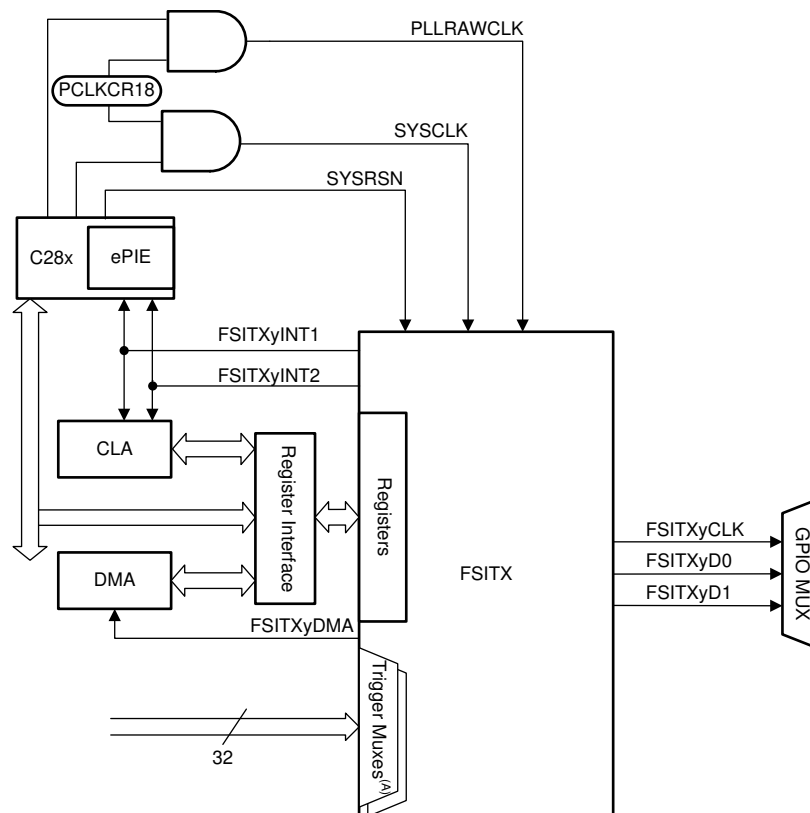 PLLRAWCLK
PCLKCR18
SYSCLK
SYSRSN
C28x
ePIE
FSITXyINT1
FSITXyINT2
CLA
Register Interface
Registers
FSITX
FSITXyCLK
FSITXyD0
FSITXyD1
GPIO MUX
DMA
FSITXyDMA
Trigger Muxes(A)
32